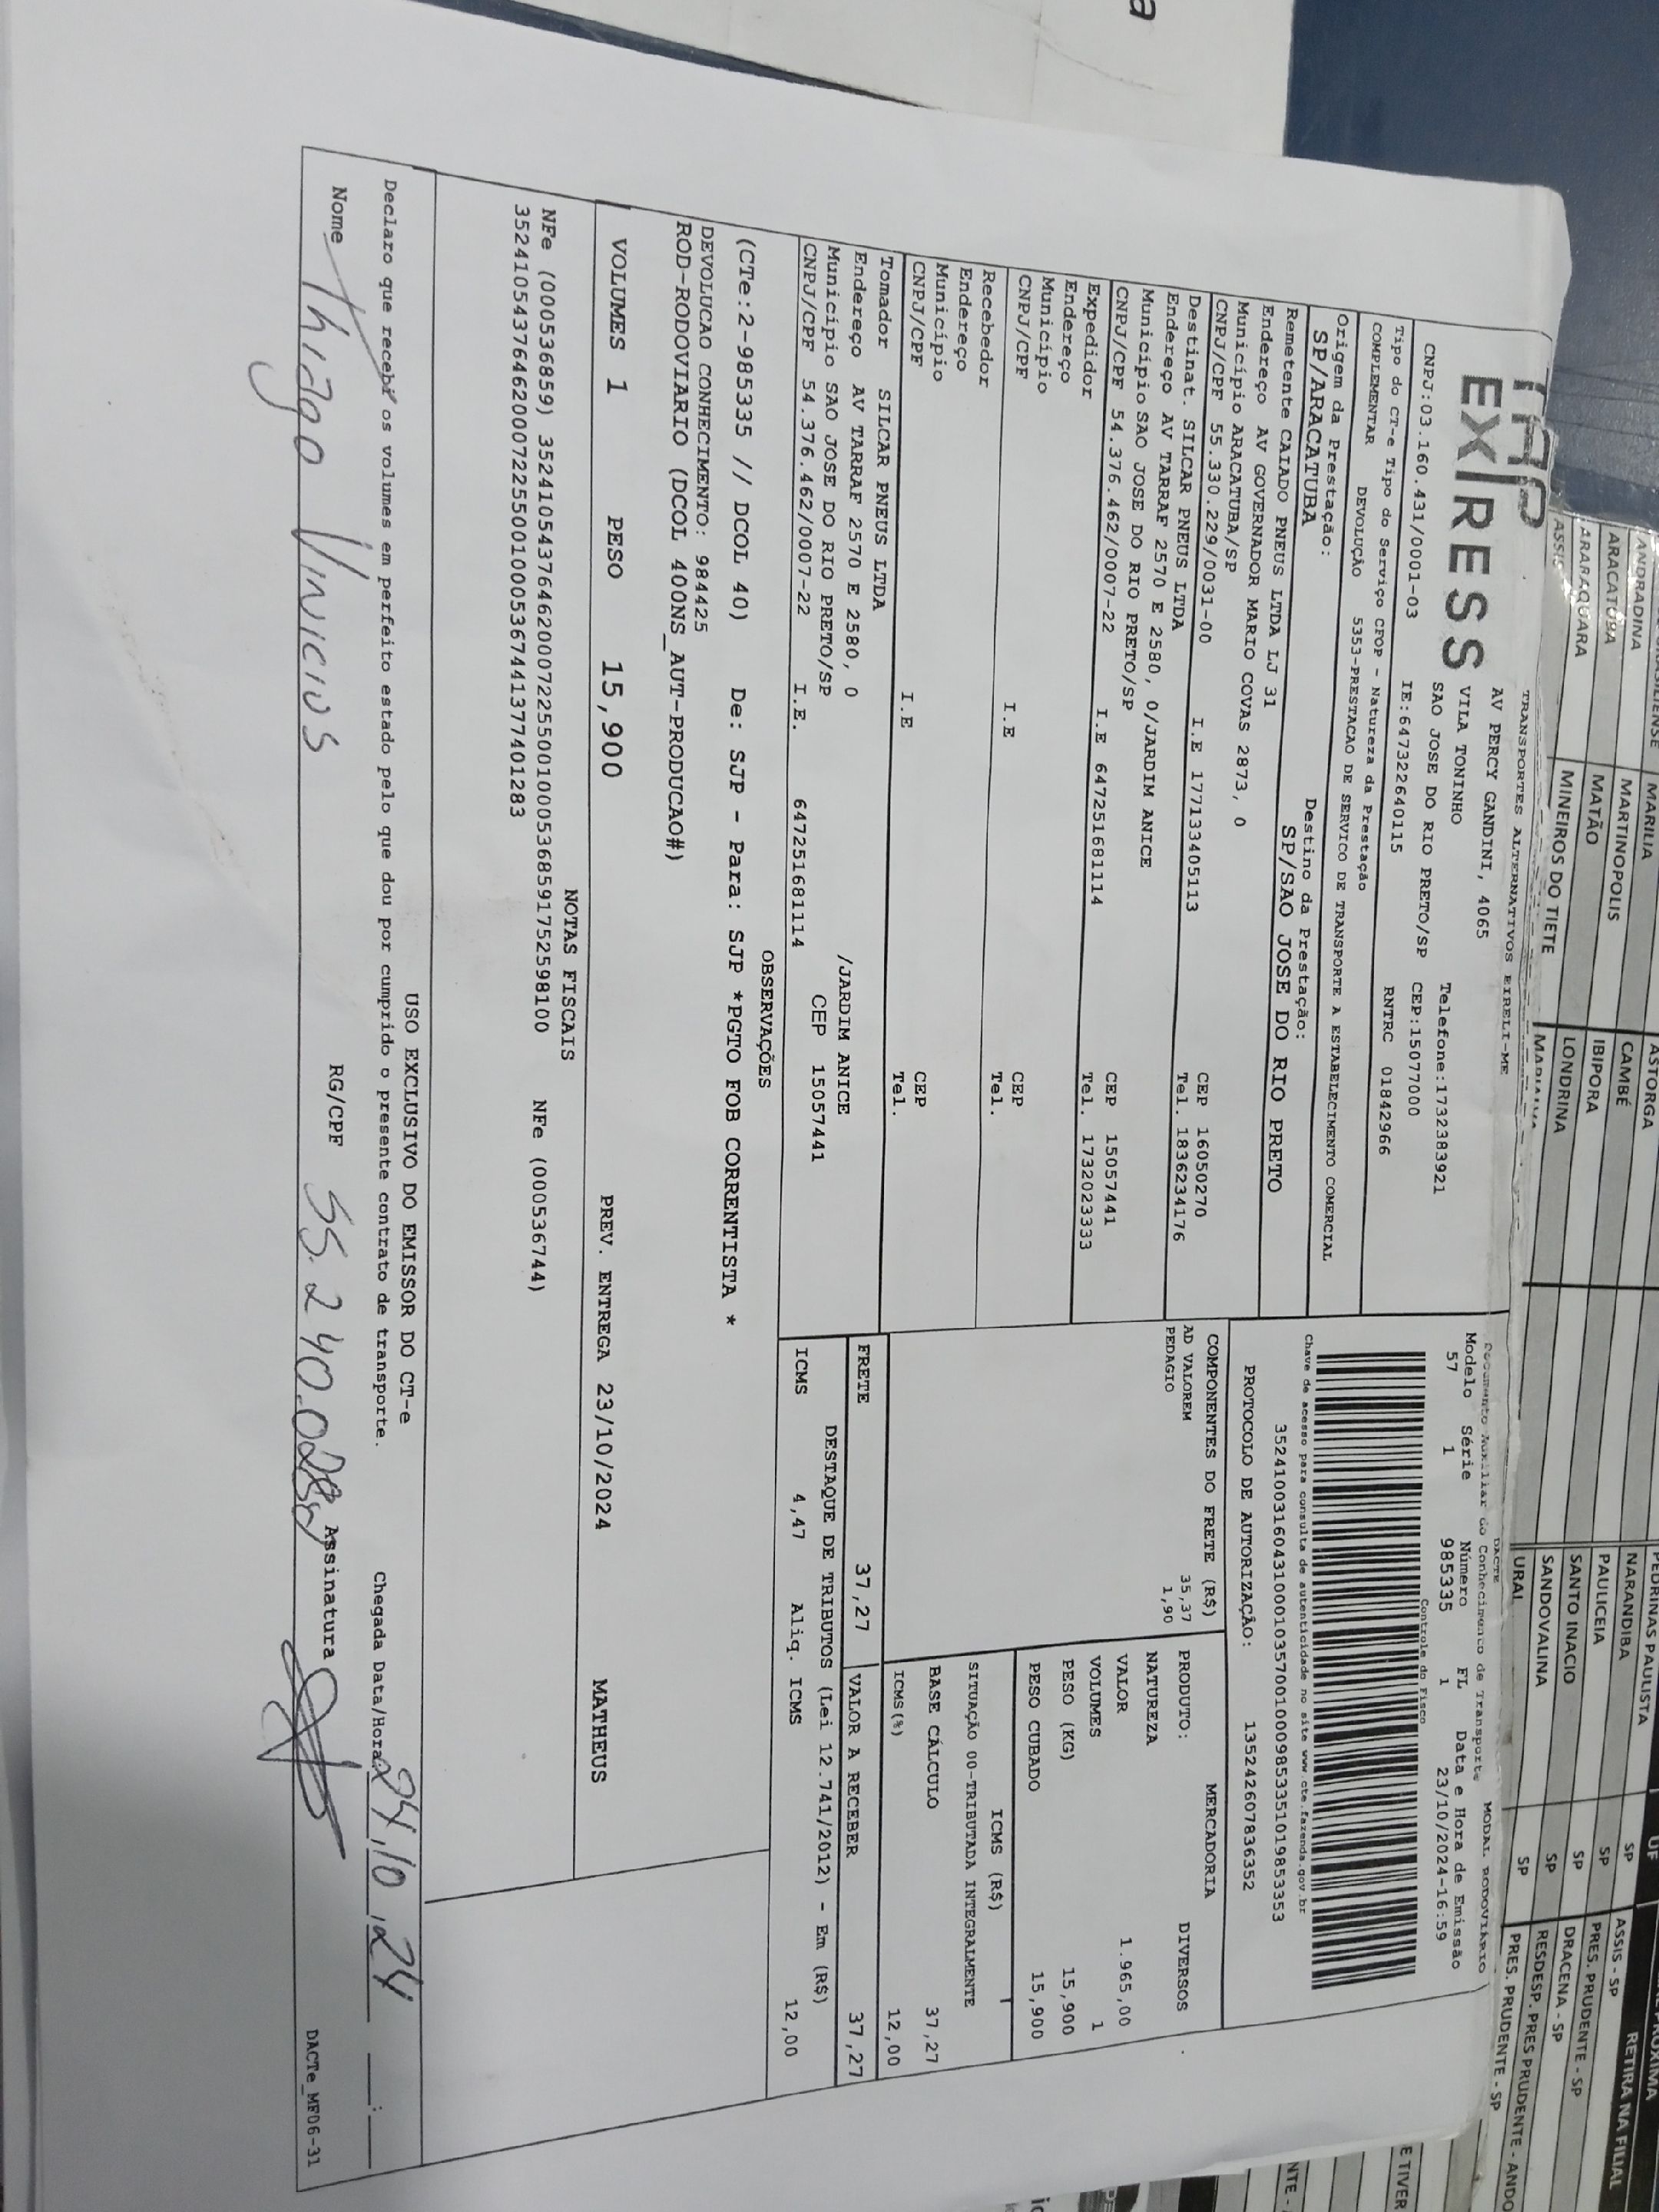 TAP
EX/RESS
TRANSPORTES ALTERNATIVOS EIRELI-ME
AV PERCY GANDINI, 4065
VILA TONINHO
Telefone:1732383921
SAO JOSE DO RIO PRETO/SP CEP:15077000
CNPJ:03.160.431/0001-03 IE:647322640115 RNTRC 01842966
Tipo do CT-e Tipo do Serviço CFOP - Natureza da Prestação
COMPLEMENTAR DEVOLUÇÃO 5353-PRESTACAO DE SERVICO DE TRANSPORTE A ESTABELECIMENTO COMERCIAL
Origem da Prestação: Destino da Prestação:
SP/ARACATUBA SP/SAO JOSE DO RIO PRETO
DACTE
Documento Auxiliar do Conhecimento de Transporte MODAL RODOVIÁRIO
Modelo Série Número FL Data e Hora de Emissão
57 1 985335 1 23/10/2024-16:59
Controle do Fisco
Chave de acesso para consulta de autenticidade no site www.cte.fazenda.gov.br
35241003160431000103570010009853351019853353
PROTOCOLO DE AUTORIZAÇÃO: 135242607836352
Remetente CAIADO PNEUS LTDA LJ 31
Endereço AV GOVERNADOR MARIO COVAS 2873, 0
Município ARACATUBA/SP CEP 16050270
CNPJ/CPF 55.330.229/0031-00 I.E 177133405113 Tel. 1836234176
Destinat. SILCAR PNEUS LTDA
Endereço AV TARRAF 2570 E 2580, 0/JARDIM ANICE
Município SAO JOSE DO RIO PRETO/SP CEP 15057441
CNPJ/CPF 54.376.462/0007-22 I.E 647251681114 Tel. 1732023333
Expedidor
Endereço
Município CEP
CNPJ/CPF I.E Tel.
Recebedor
Endereço
Município CEP
CNPJ/CPF I.E Tel.
Tomador SILCAR PNEUS LTDA
Endereço AV TARRAF 2570 E 2580, 0 /JARDIM ANICE
Município SAO JOSE DO RIO PRETO/SP CEP 15057441
CNPJ/CPF 54.376.462/0007-22 I.E. 647251681114
COMPONENTES DO FRETE (R$)
AD VALOREM 35,37
PEDAGIO 1,90
MERCADORIA
PRODUTO: DIVERSOS
NATUREZA
VALOR 1.965,00
VOLUMES 1
PESO (KG) 15,900
PESO CUBADO 15,900
ICMS (R$)
SITUAÇÃO 00-TRIBUTADA INTEGRALMENTE
BASE CÁLCULO 37,27
ICMS(%) 12,00
FRETE 37,27 VALOR A RECEBER 37,27
DESTAQUE DE TRIBUTOS (Lei 12.741/2012) - Em (R$)
ICMS 4,47 Aliq. ICMS 12,00
OBSERVAÇÕES
(CTe:2-985335 // DCOL 40) De: SJP - Para: SJP *PGTO FOB CORRENTISTA *
DEVOLUCAO CONHECIMENTO: 984425
ROD-RODOVIARIO (DCOL 400NS_AUT-PRODUCAO#)
VOLUMES 1 PESO 15,900 PREV. ENTREGA 23/10/2024 MATHEUS
NOTAS FISCAIS
NFe (000536859) 35241054376462000722550010005368591752598100 NFe (000536744)
35241054376462000722550010005367441377401283
USO EXCLUSIVO DO EMISSOR DO CT-e
Declaro que recebi os volumes em perfeito estado pelo que dou por cumprido o presente contrato de transporte. Chegada Data/Hora 24,10,24 __:__
Nome Thiago Vinicius RG/CPF Assinatura
DACTe_MF06-31
ANDRADINA MARILIA ASTORGA PEDRINAS PAULISTA UF
ARACATUBA MARTINOPOLIS CAMBÉ NARANDIBA SP ASSIS - SP RETIRA NA FILIAL
ARARAQUARA MATÃO IBIPORA PAULICEIA SP PRES. PRUDENTE - SP
ASSIS MINEIROS DO TIETE LONDRINA SANTO INACIO SP DRACENA - SP
SANDOVALINA SP RESDESP. PRES PRUDENTE - SP
URAI SP PRES. PRUDENTE - SP
E TIVER